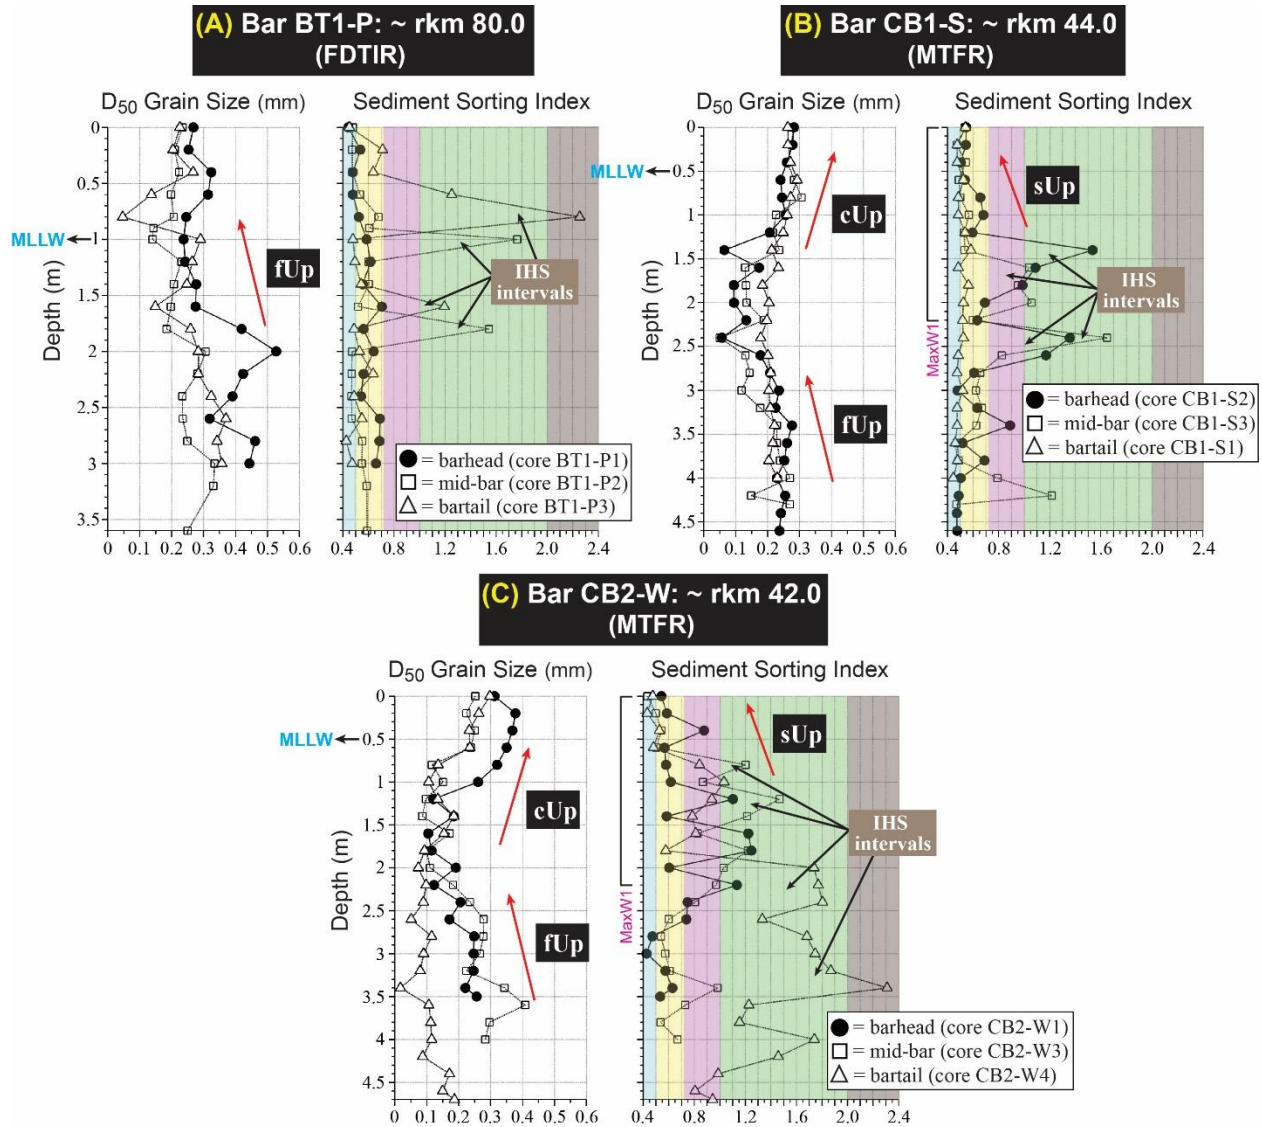 (A) Bar BT1-P: ~ rkm 80.0
(FDTIR)
D50 Grain Size (mm)
Sediment Sorting Index
0
0.5
1
1.5
2
2.5
3
3.5
Depth (m)
MLLW
fUp
IHS
intervals
= barhead (core BT1-P1)
= mid-bar (core BT1-P2)
= bartail (core BT1-P3)
0 0.1 0.2 0.3 0.4 0.5 0.6
0.4 0.8 1.2 1.6 2.0 2.4
(B) Bar CB1-S: ~ rkm 44.0
(MTFR)
D50 Grain Size (mm)
Sediment Sorting Index
0
0.5
1
1.5
2
2.5
3
3.5
4
4.5
Depth (m)
MLLW
cUp
fUp
sUp
MaxW1
IHS
intervals
= barhead (core CB1-S2)
= mid-bar (core CB1-S3)
= bartail (core CB1-S1)
0 0.1 0.2 0.3 0.4 0.5 0.6
0.4 0.8 1.2 1.6 2.0 2.4
(C) Bar CB2-W: ~ rkm 42.0
(MTFR)
D50 Grain Size (mm)
Sediment Sorting Index
0
0.5
1
1.5
2
2.5
3
3.5
4
4.5
Depth (m)
MLLW
cUp
fUp
sUp
MaxW1
IHS
intervals
= barhead (core CB2-W1)
= mid-bar (core CB2-W3)
= bartail (core CB2-W4)
0 0.1 0.2 0.3 0.4 0.5 0.6
0.4 0.8 1.2 1.6 2.0 2.4